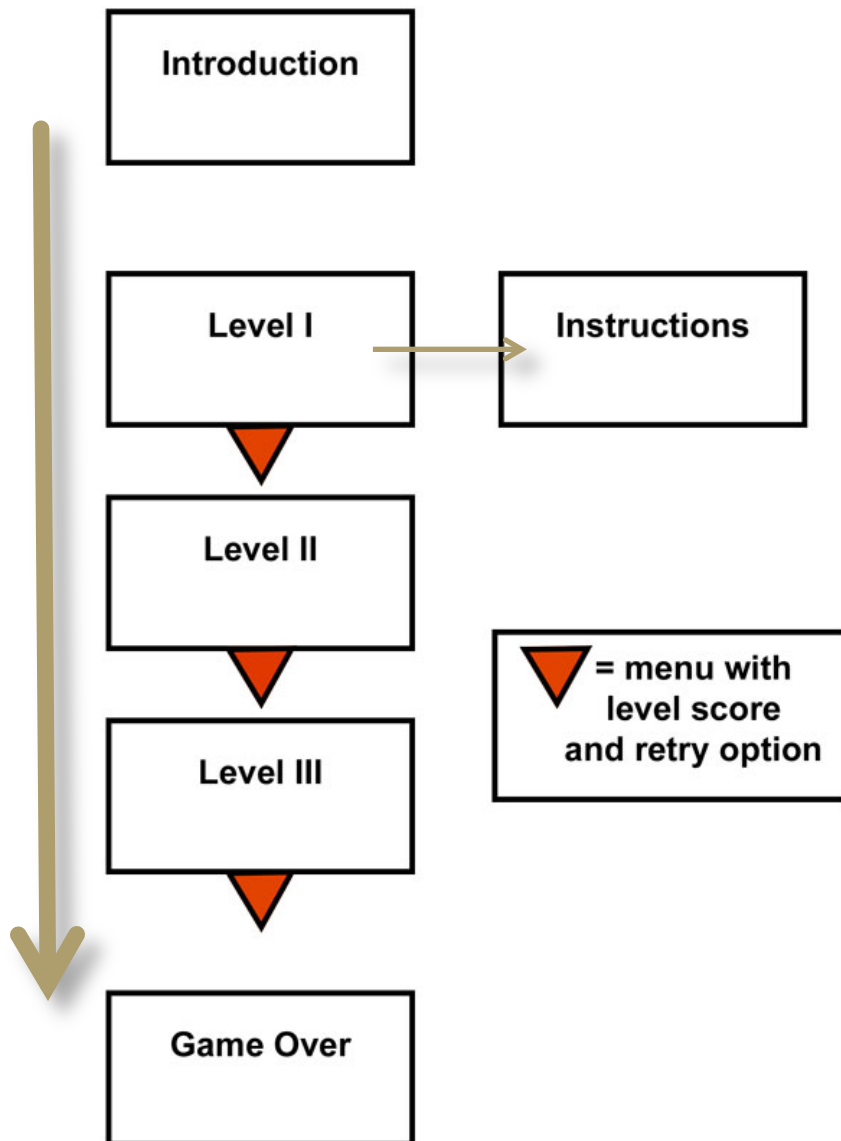 Introduction
Level I
Instructions
Level II
= menu with
level score
and retry option
Level III
Game Over